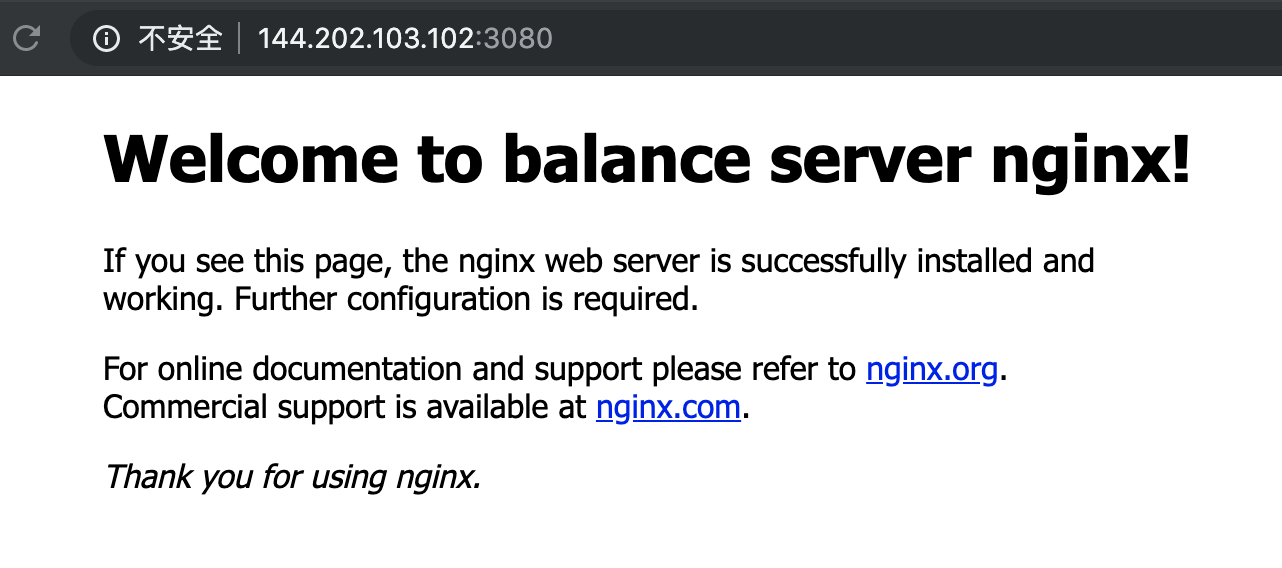 不安全 144.202.103.102:3080
Welcome to balance server nginx!
If you see this page, the nginx web server is successfully installed and
working. Further configuration is required.
For online documentation and support please refer to nginx.org.
Commercial support is available at nginx.com.
Thank you for using nginx.